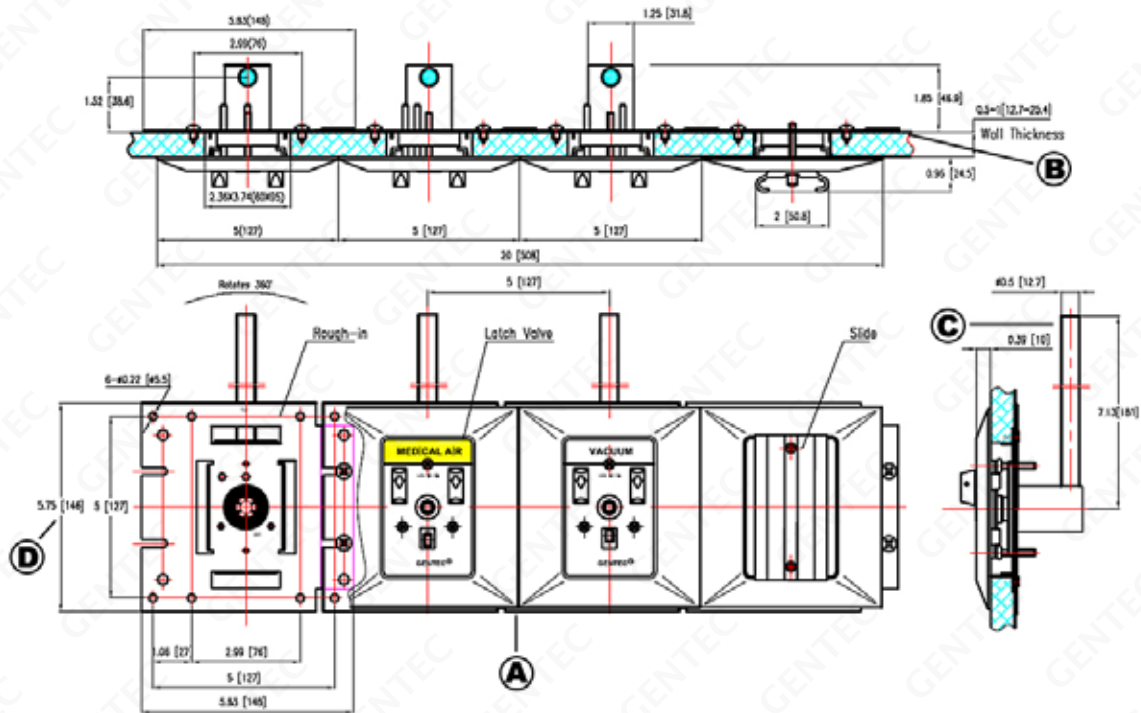 5.83(148)
1.25 [31.8]
2.99(76)
1.52 [38.6]
1.85 [46.9]
0.5~1[12.7~25.4]
Wall Thickness
B
0.96 [24.5]
2.36X3.74(60X95)
2 [50.8]
5(127)
5 [127]
5 [127]
20 [508]
Rotates 360°
5 [127]
ø0.5 [12.7]
Rough-in
Latch Valve
Slide
C
0.39 [10]
6-ø0.22 [ø5.5]
7.13[181]
MEDICAL AIR
VACUUM
5.75 [146]
5 [127]
D
GENTEC®
GENTEC®
1.06 [27
2.99 [76]
5 [127]
A
5.83 [148]
GENTEC